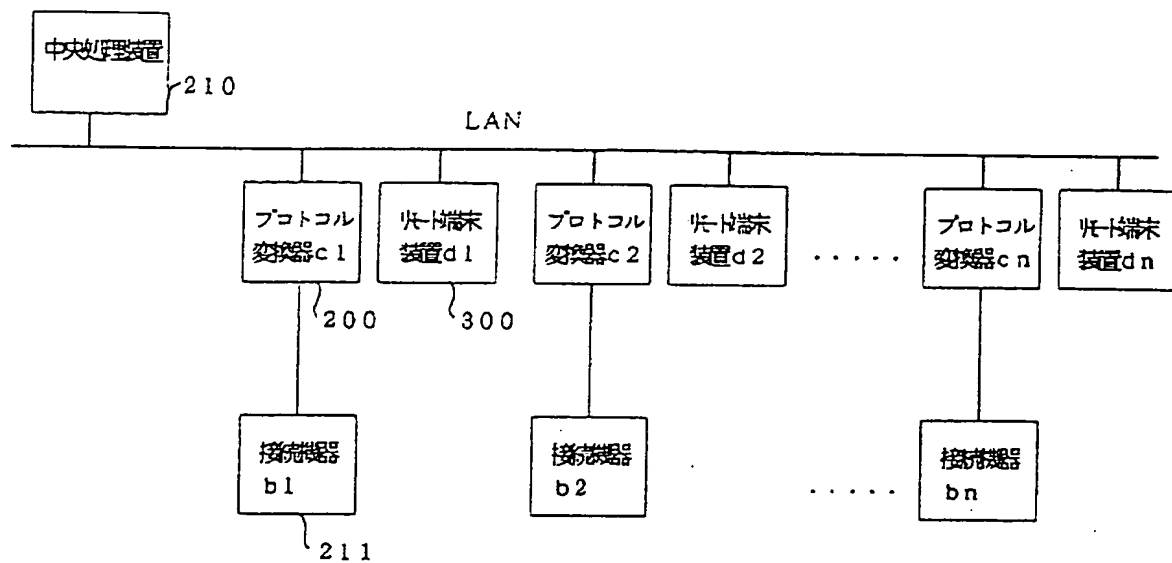 中央処理装置
210
LAN
プロトコル
変換器c1
リモート端末
装置d1
プロトコル
変換器c2
リモート端末
装置d2
.....
プロトコル
変換器cn
リモート端末
装置dn
200
300
接続機器
b1
接続機器
b2
.....
接続機器
bn
211